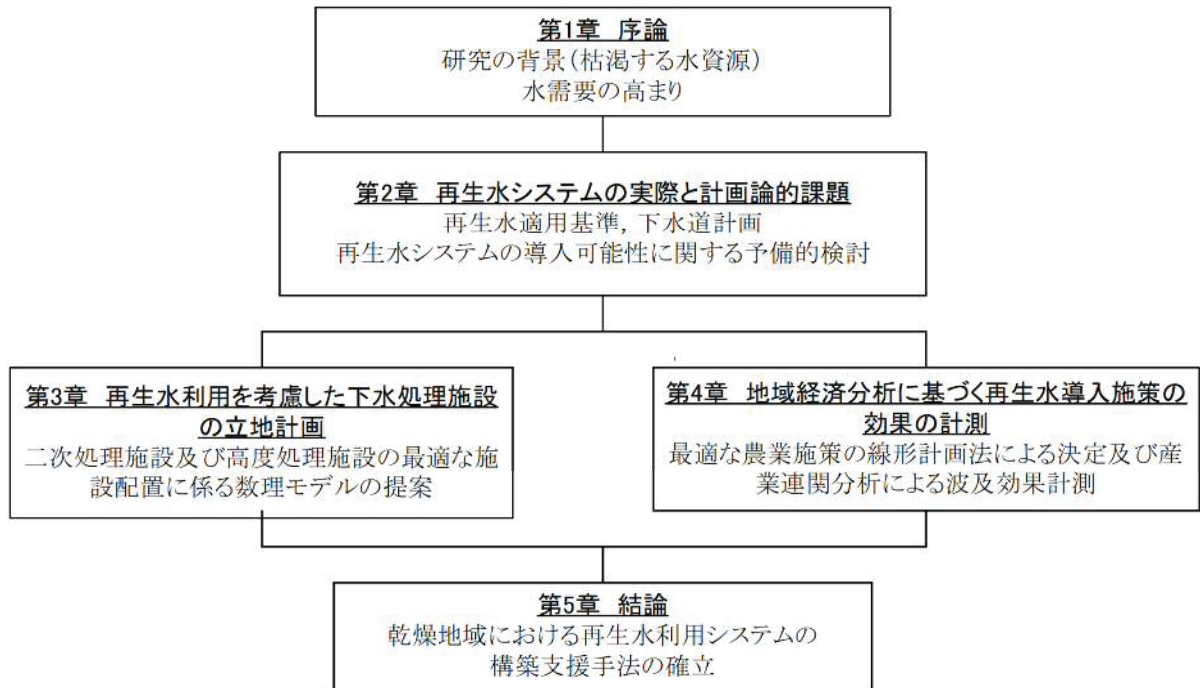 第1章 序論
研究の背景(枯渇する水資源)
水需要の高まり
第2章 再生水システムの実際と計画論的課題
再生水適用基準, 下水道計画
再生水システムの導入可能性に関する予備的検討
第3章 再生水利用を考慮した下水処理施設
の立地計画
二次処理施設及び高度処理施設の最適な施
設配置に係る数理モデルの提案
第4章 地域経済分析に基づく再生水導入施策の
効果の計測
最適な農業施策の線形計画法による決定及び産
業連関分析による波及効果計測
第5章 結論
乾燥地域における再生水利用システムの
構築支援手法の確立